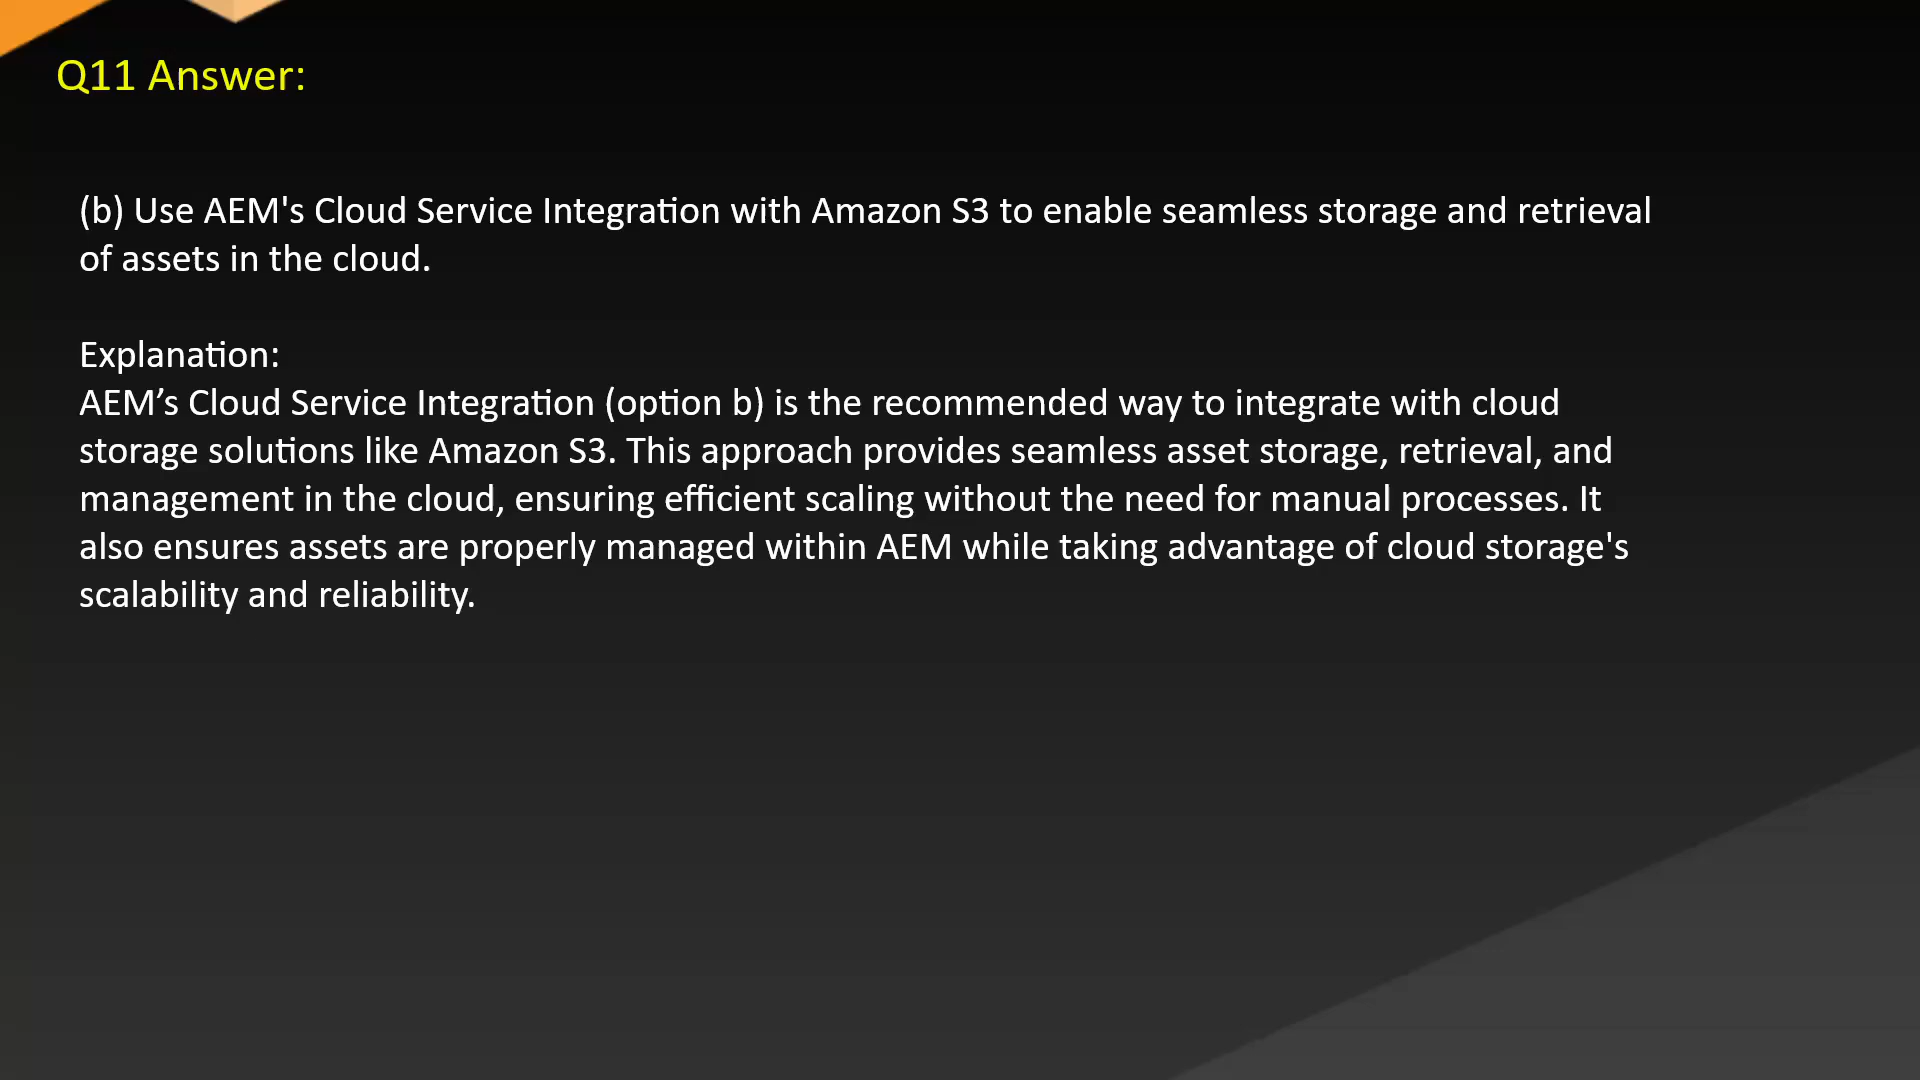 Q11 Answer:
(b) Use AEM's Cloud Service Integration with Amazon S3 to enable seamless storage and retrieval
of assets in the cloud.
Explanation:
AEM’s Cloud Service Integration (option b) is the recommended way to integrate with cloud
storage solutions like Amazon S3. This approach provides seamless asset storage, retrieval, and
management in the cloud, ensuring efficient scaling without the need for manual processes. It
also ensures assets are properly managed within AEM while taking advantage of cloud storage's
scalability and reliability.